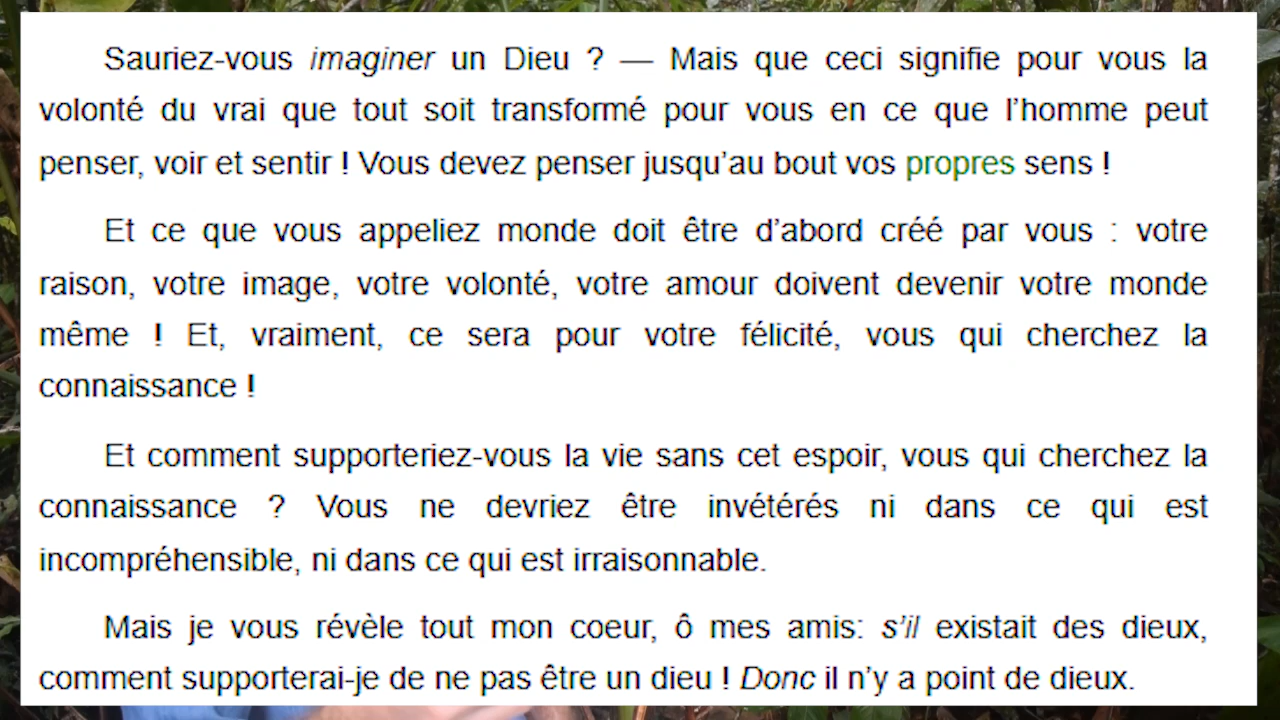 Sauriez-vous imaginer un Dieu ? — Mais que ceci signifie pour vous la
volonté du vrai que tout soit transformé pour vous en ce que l’homme peut
penser, voir et sentir ! Vous devez penser jusqu’au bout vos propres sens !
Et ce que vous appeliez monde doit être d’abord créé par vous : votre
raison, votre image, votre volonté, votre amour doivent devenir votre monde
même ! Et, vraiment, ce sera pour votre félicité, vous qui cherchez la
connaissance !
Et comment supporteriez-vous la vie sans cet espoir, vous qui cherchez la
connaissance ? Vous ne devriez être invétérés ni dans ce qui est
incompréhensible, ni dans ce qui est irraisonnable.
Mais je vous révèle tout mon coeur, ô mes amis: s’il existait des dieux,
comment supporterai-je de ne pas être un dieu ! Donc il n’y a point de dieux.